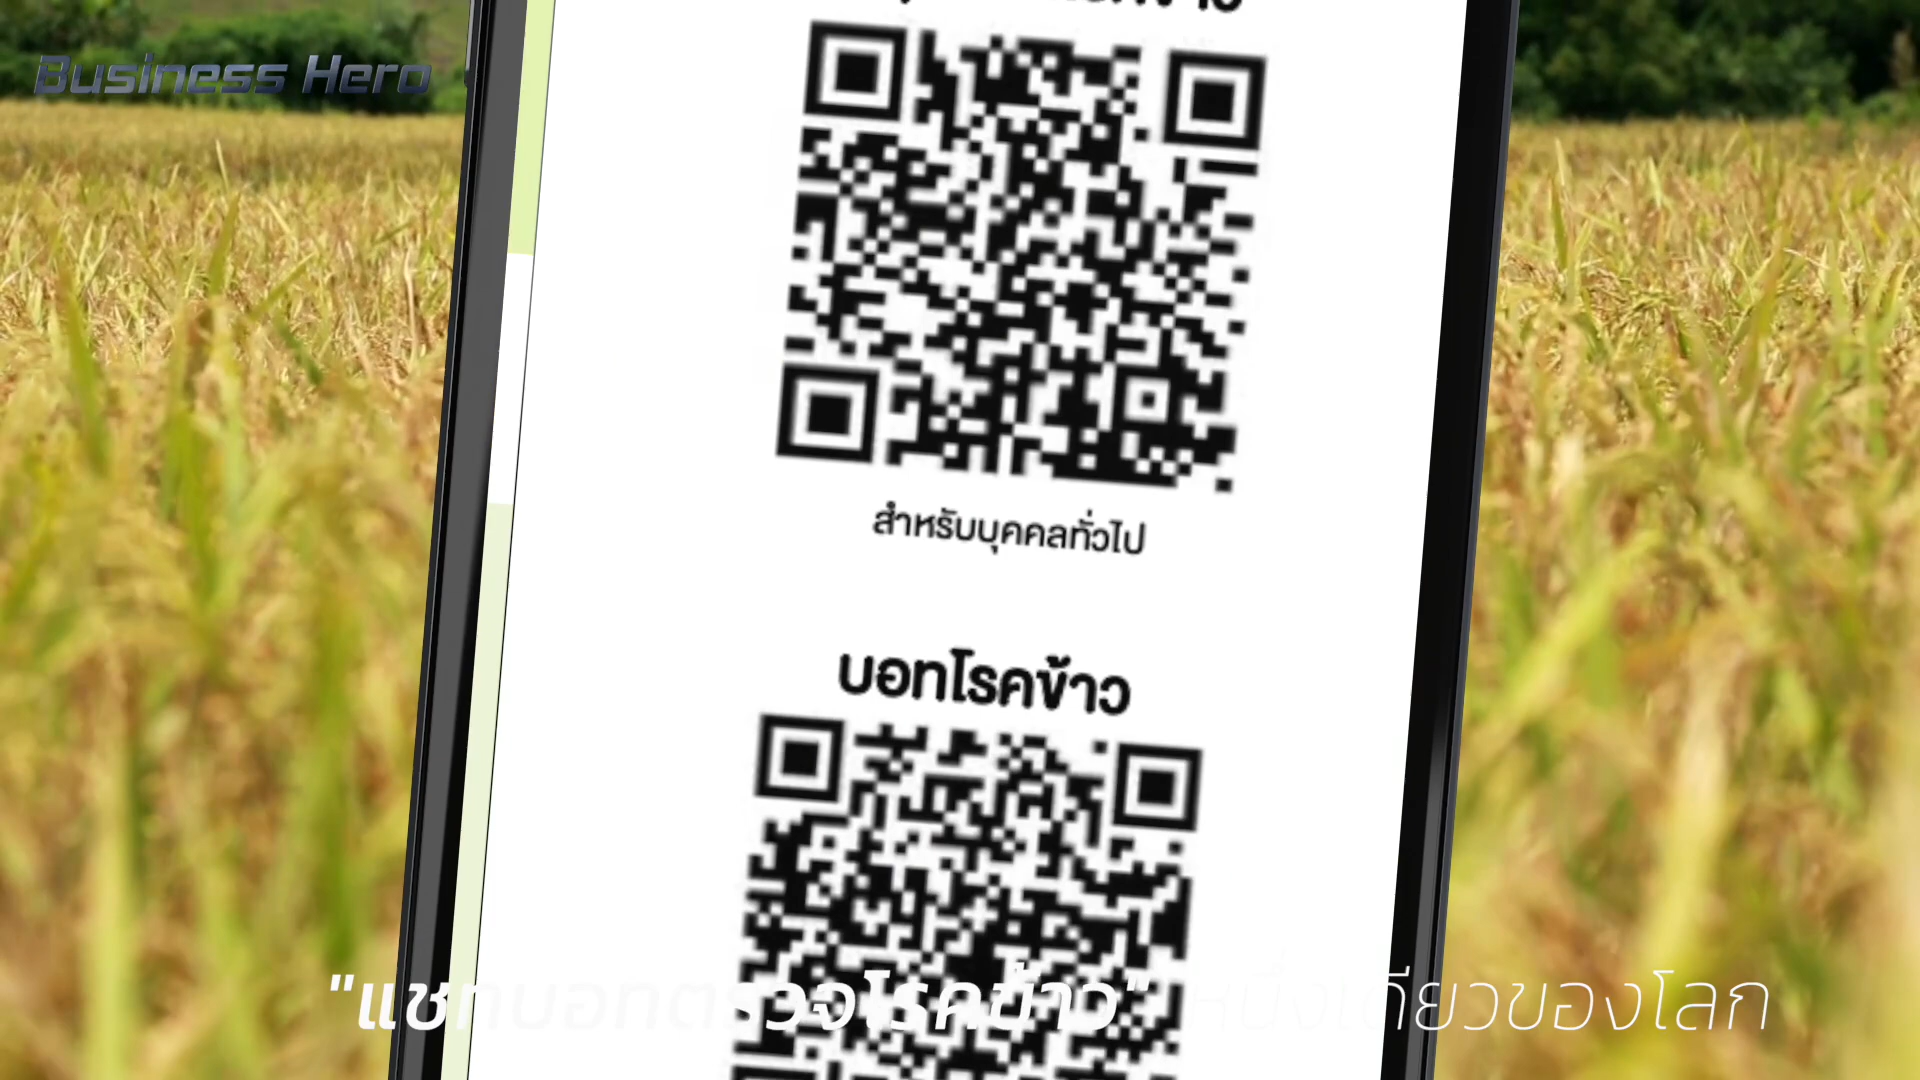 Business Hero
สำหรับบุคคลทั่วไป
บอทโรคข้าว
"แชทบอทตรวจโรคข้าว" หนึ่งเดียวของโลก